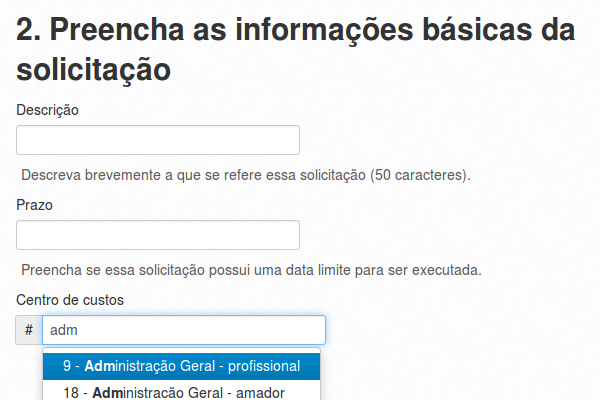 2. Preencha as informações básicas da
solicitação
Descrição
Descreva brevemente a que se refere essa solicitação (50 caracteres).
Prazo
Preencha se essa solicitação possui uma data limite para ser executada.
Centro de custos
# adm
9 - Administração Geral - profissional
18 - Administração Geral - amador